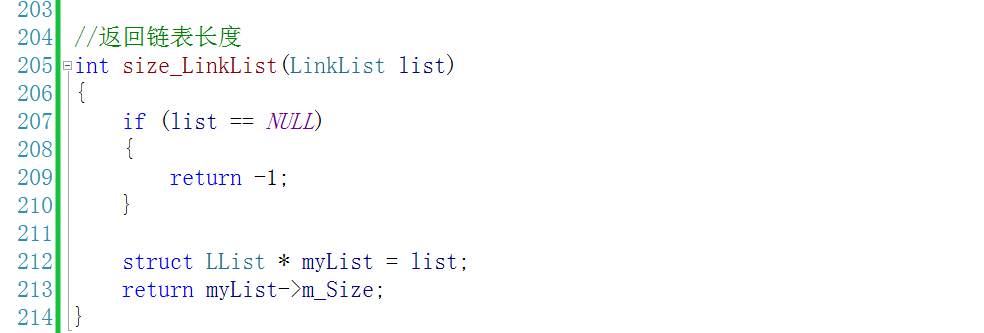 203
204 //返回链表长度
205 int size_LinkList(LinkList list)
206 {
207 if (list == NULL)
208 {
209 return -1;
210 }
211
212 struct LList * myList = list;
213 return myList->m_Size;
214 }